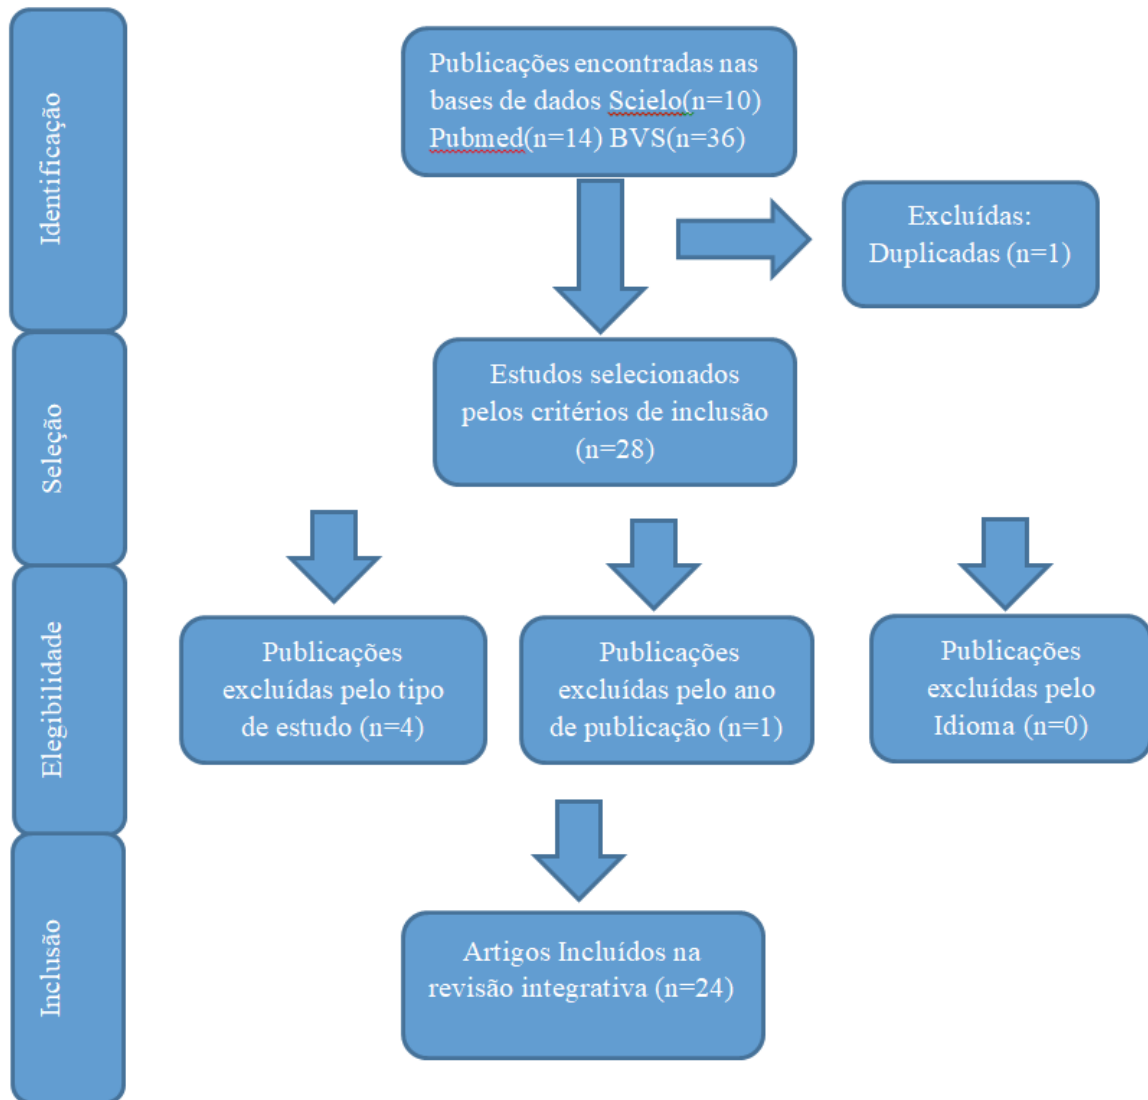 Identificação
Publicações encontradas nas
bases de dados Scielo(n=10)
Pubmed(n=14) BVS(n=36)
Excluídas:
Duplicadas (n=1)
Seleção
Estudos selecionados
pelos critérios de inclusão
(n=28)
Elegibilidade
Publicações
excluídas pelo tipo
de estudo (n=4)
Publicações
excluídas pelo ano
de publicação (n=1)
Publicações
excluídas pelo
Idioma (n=0)
Inclusão
Artigos Incluídos na
revisão integrativa (n=24)